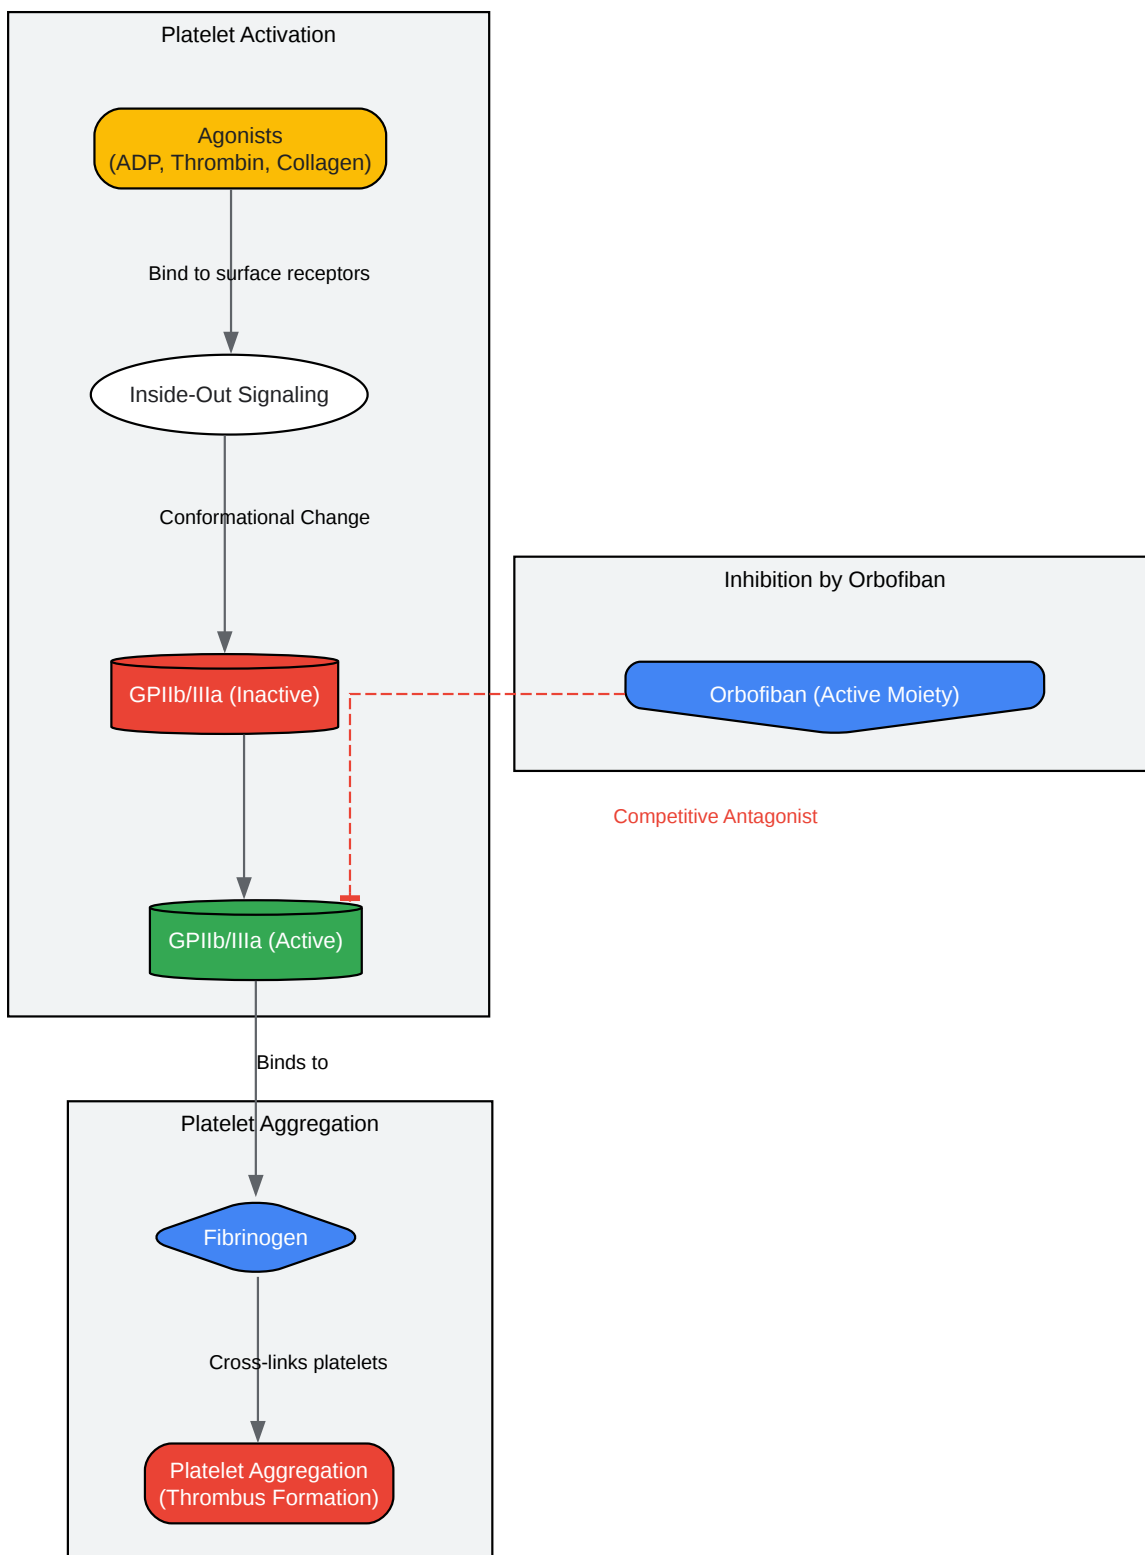 Platelet Activation
Agonists
(ADP, Thrombin, Collagen)
Bind to surface receptors
Inside-Out Signaling
Conformational Change
Inhibition by Orbofiban
GPIIb/IIIa (Inactive)
Orbofiban (Active Moiety)
Competitive Antagonist
GPIIb/IIIa (Active)
Binds to
Platelet Aggregation
Fibrinogen
Cross-links platelets
Platelet Aggregation
(Thrombus Formation)